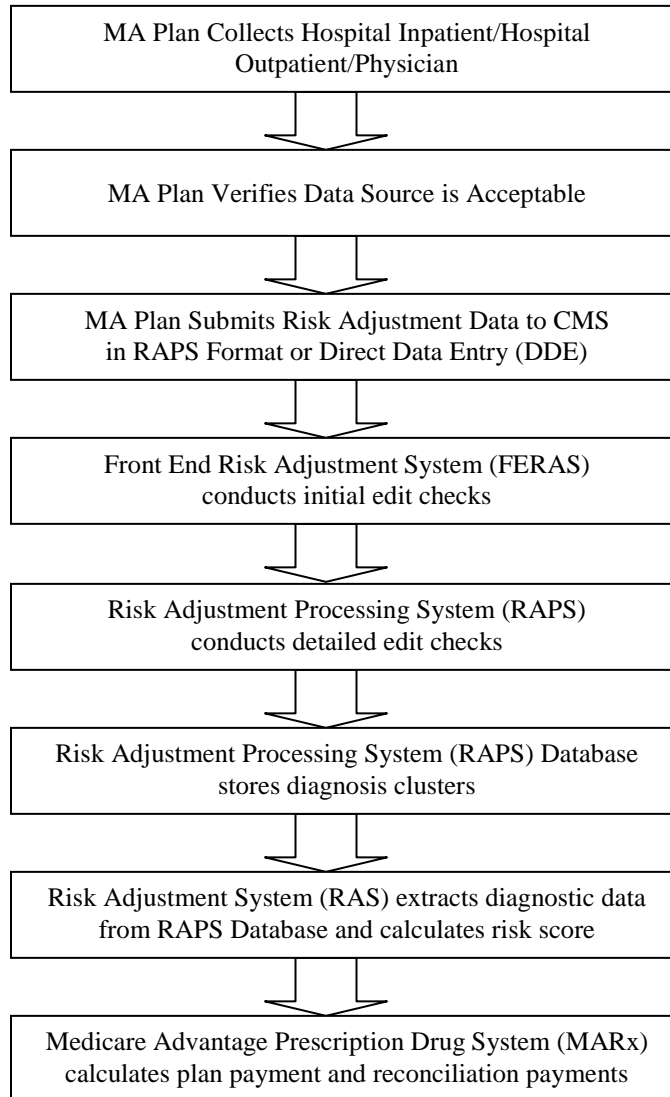 MA Plan Collects Hospital Inpatient/Hospital
Outpatient/Physician
MA Plan Verifies Data Source is Acceptable
MA Plan Submits Risk Adjustment Data to CMS
in RAPS Format or Direct Data Entry (DDE)
Front End Risk Adjustment System (FERAS)
conducts initial edit checks
Risk Adjustment Processing System (RAPS)
conducts detailed edit checks
Risk Adjustment Processing System (RAPS) Database
stores diagnosis clusters
Risk Adjustment System (RAS) extracts diagnostic data
from RAPS Database and calculates risk score
Medicare Advantage Prescription Drug System (MARx)
calculates plan payment and reconciliation payments